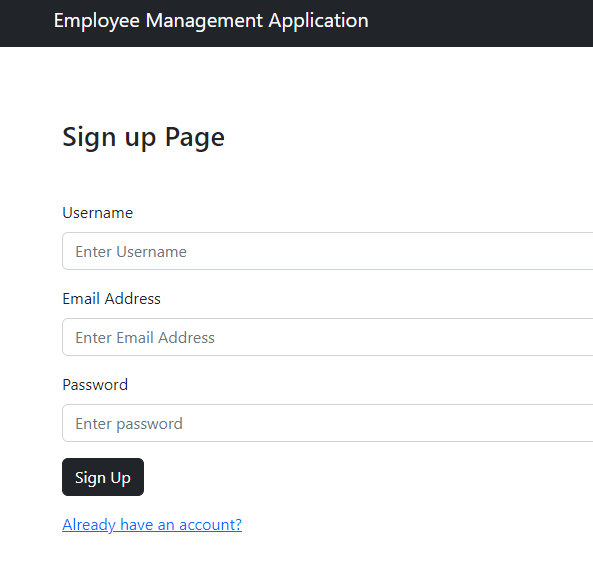 Employee Management Application
Sign up Page
Username
Enter Username
Email Address
Enter Email Address
Password
Enter password
Sign Up
Already have an account?